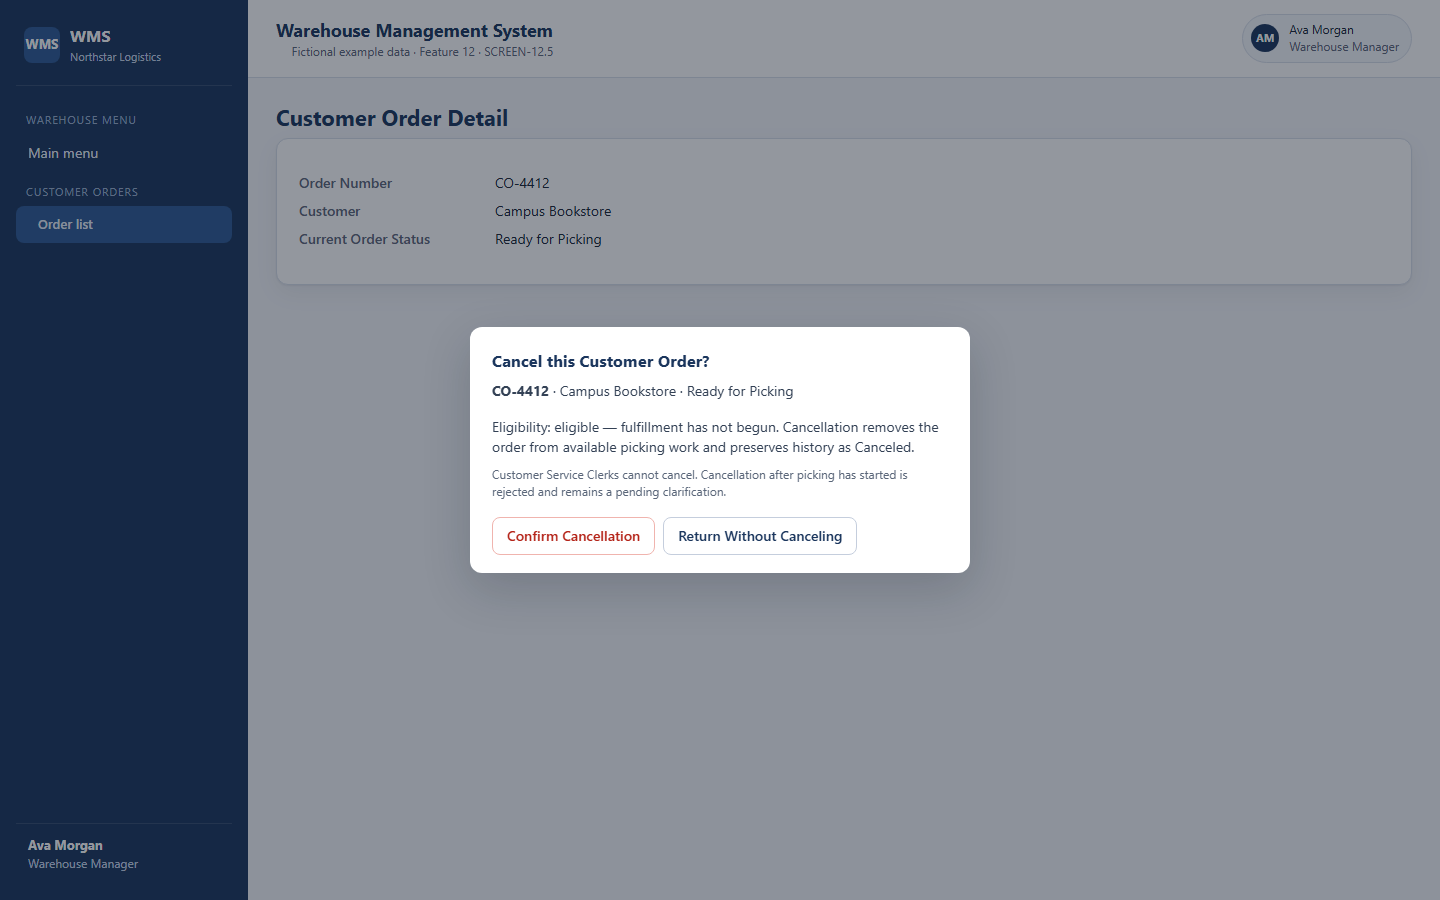 WMS
WMS
Northstar Logistics
WAREHOUSE MENU
Main menu
CUSTOMER ORDERS
Order list
Ava Morgan
Warehouse Manager
Warehouse Management System
Fictional example data · Feature 12 · SCREEN-12.5
AM
Ava Morgan
Warehouse Manager
Customer Order Detail
Order Number CO-4412
Customer Campus Bookstore
Current Order Status Ready for Picking
Cancel this Customer Order?
CO-4412 · Campus Bookstore · Ready for Picking
Eligibility: eligible — fulfillment has not begun. Cancellation removes the
order from available picking work and preserves history as Canceled.
Customer Service Clerks cannot cancel. Cancellation after picking has started is
rejected and remains a pending clarification.
Confirm Cancellation
Return Without Canceling